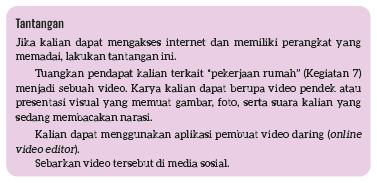 Tantangan
Jika kalian dapat mengakses internet dan memiliki perangkat yang
memadai, lakukan tantangan ini.
Tuangkan pendapat kalian terkait "pekerjaan rumah" (Kegiatan 7)
menjadi sebuah video. Karya kalian dapat berupa video pendek atau
presentasi visual yang memuat gambar, foto, serta suara kalian yang
sedang membacakan narasi.
Kalian dapat menggunakan aplikasi pembuat video daring (online
video editor).
Sebarkan video tersebut di media sosial.